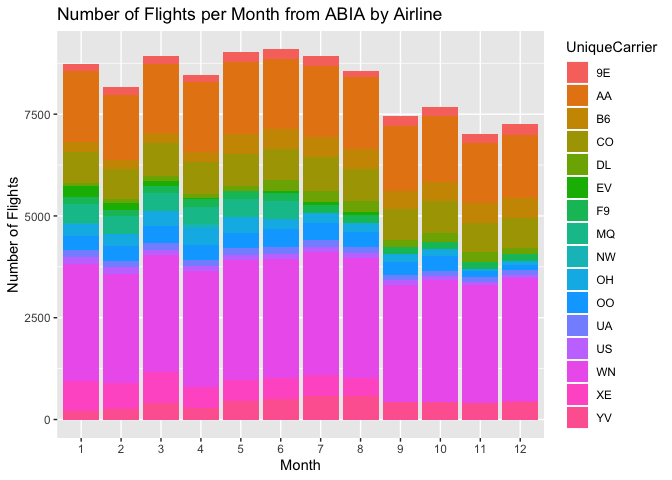 Number of Flights per Month from ABIA by Airline
Number of Flights
7500
5000
2500
0
1 2 3 4 5 6 7 8 9 10 11 12
Month
UniqueCarrier
9E
AA
B6
CO
DL
EV
F9
MQ
NW
OH
OO
UA
US
WN
XE
YV